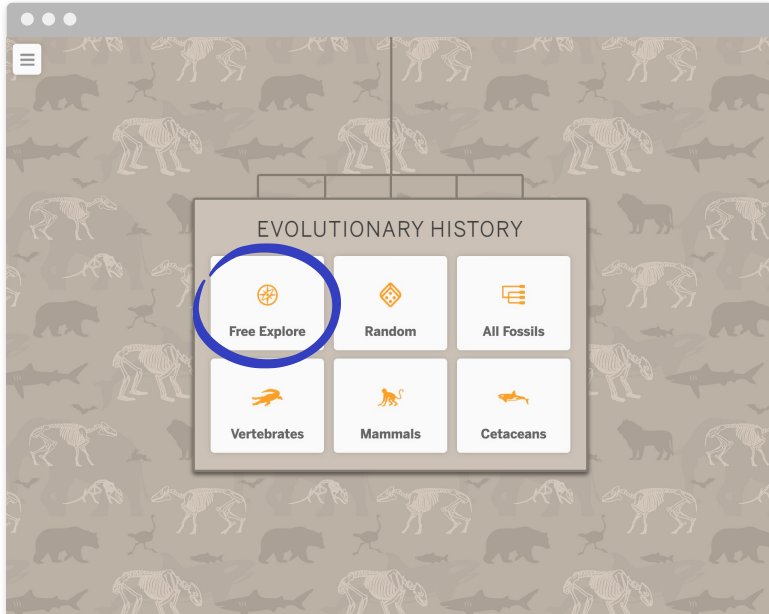 EVOLUTIONARY HISTORY
Free Explore
Random
All Fossils
Vertebrates
Mammals
Cetaceans